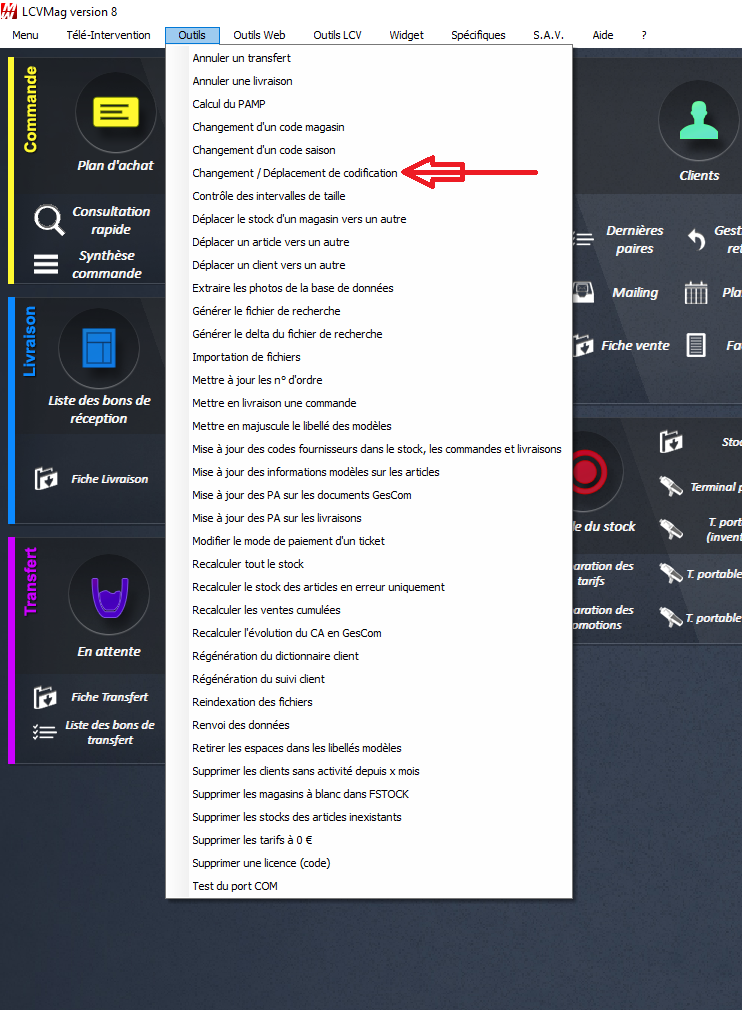 LCVMag version 8
Menu Télé-Intervention Outils Outils Web Outils LCV Widget Spécifiques S.A.V. Aide ?
Annuler un transfert
Annuler une livraison
Calcul du PAMP
Changement d'un code magasin
Changement d'un code saison
Changement / Déplacement de codification
Contrôle des intervalles de taille
Déplacer le stock d'un magasin vers un autre
Déplacer un article vers un autre
Déplacer un client vers un autre
Extraire les photos de la base de données
Générer le fichier de recherche
Générer le delta du fichier de recherche
Importation de fichiers
Mettre à jour les n° d'ordre
Mettre en livraison une commande
Mettre en majuscule le libellé des modèles
Mise à jour des codes fournisseurs dans le stock, les commandes et livraisons
Mise à jour des informations modèles sur les articles
Mise à jour des PA sur les documents GesCom
Mise à jour des PA sur les livraisons
Modifier le mode de paiement d'un ticket
Recalculer tout le stock
Recalculer le stock des articles en erreur uniquement
Recalculer les ventes cumulées
Recalculer l'évolution du CA en GesCom
Régénération du dictionnaire client
Régénération du suivi client
Reindexation des fichiers
Renvoi des données
Retirer les espaces dans les libellés modèles
Supprimer les clients sans activité depuis x mois
Supprimer les magasins à blanc dans FSTOCK
Supprimer les stocks des articles inexistants
Supprimer les tarifs à 0 €
Supprimer une licence (code)
Test du port COM
Commande
Plan d'achat
Consultation
rapide
Synthèse
commande
Livraison
Liste des bons de
réception
Fiche Livraison
Transfert
En attente
Fiche Transfert
Liste des bons de
transfert
Clients
Dernières
paires
Gesti
ret
Mailing
Pla
Fiche vente
Fa
le du stock
Stoc
Terminal p
T. port
(invent
aration des
tarifs
T. portable
aration des
omotions
T. portable